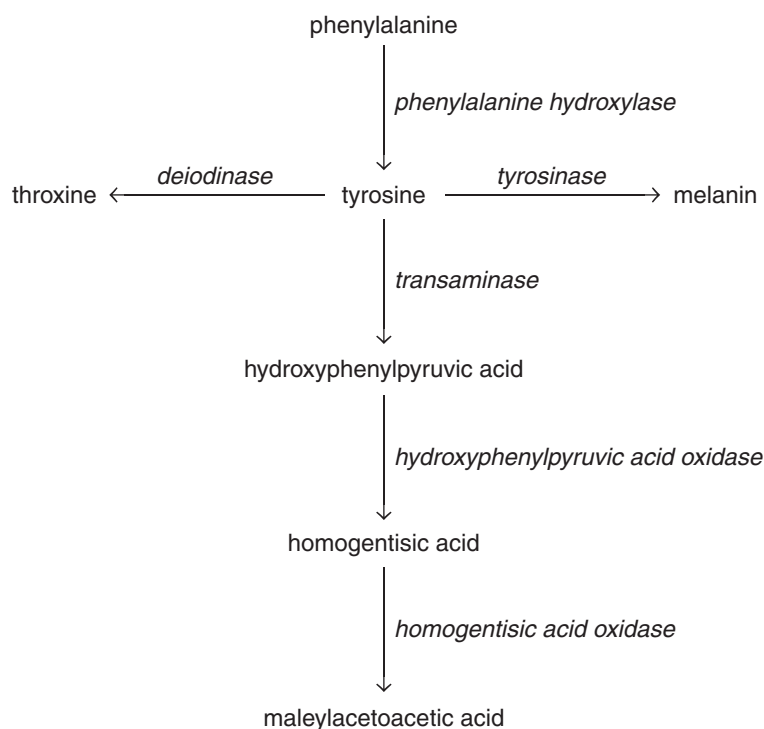 phenylalanine
phenylalanine hydroxylase
deiodinase
tyrosinase
throxine
tyrosine
melanin
transaminase
hydroxyphenylpyruvic acid
hydroxyphenylpyruvic acid oxidase
homogentisic acid
homogentisic acid oxidase
maleylacetoacetic acid